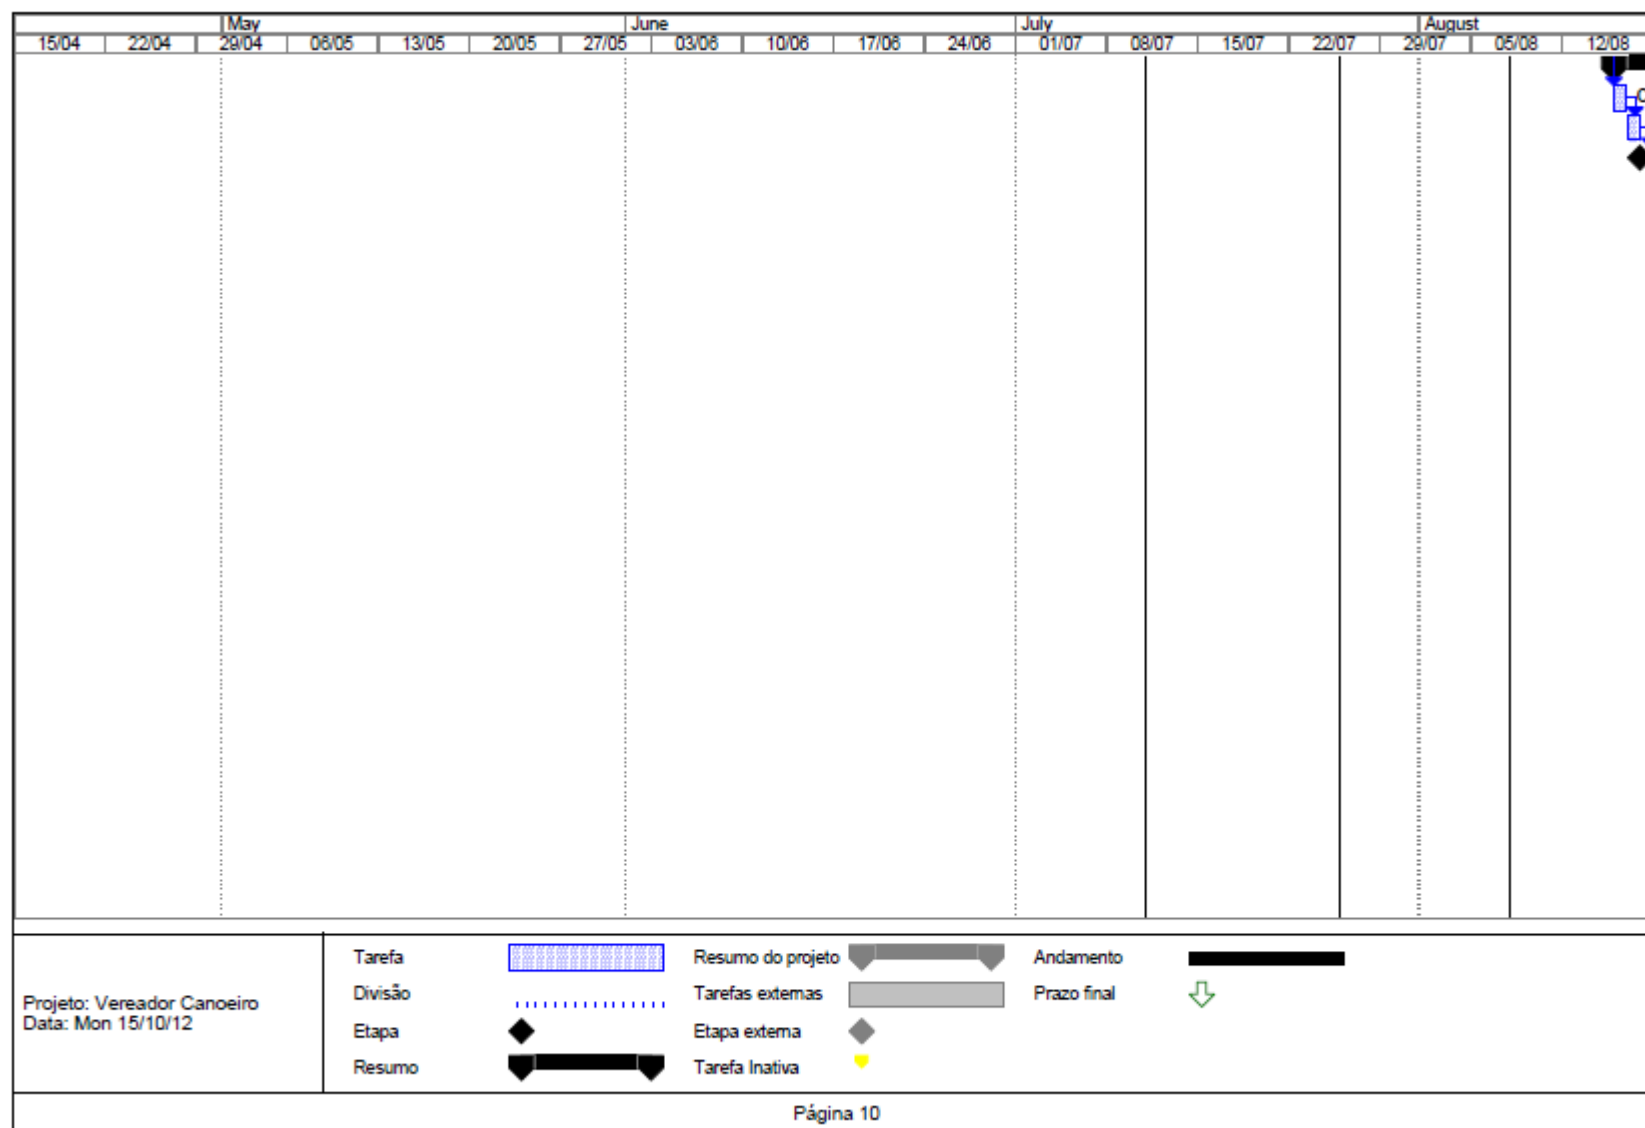 May June July August
15/04 22/04 29/04 06/05 13/05 20/05 27/05 03/06 10/06 17/06 24/06 01/07 08/07 15/07 22/07 29/07 05/08 12/08
Tarefa Resumo do projeto Andamento
Divisão Tarefas externas Prazo final
Projeto: Vereador Canoeiro
Data: Mon 15/10/12
Etapa Etapa externa
Resumo Tarefa Inativa
Página 10